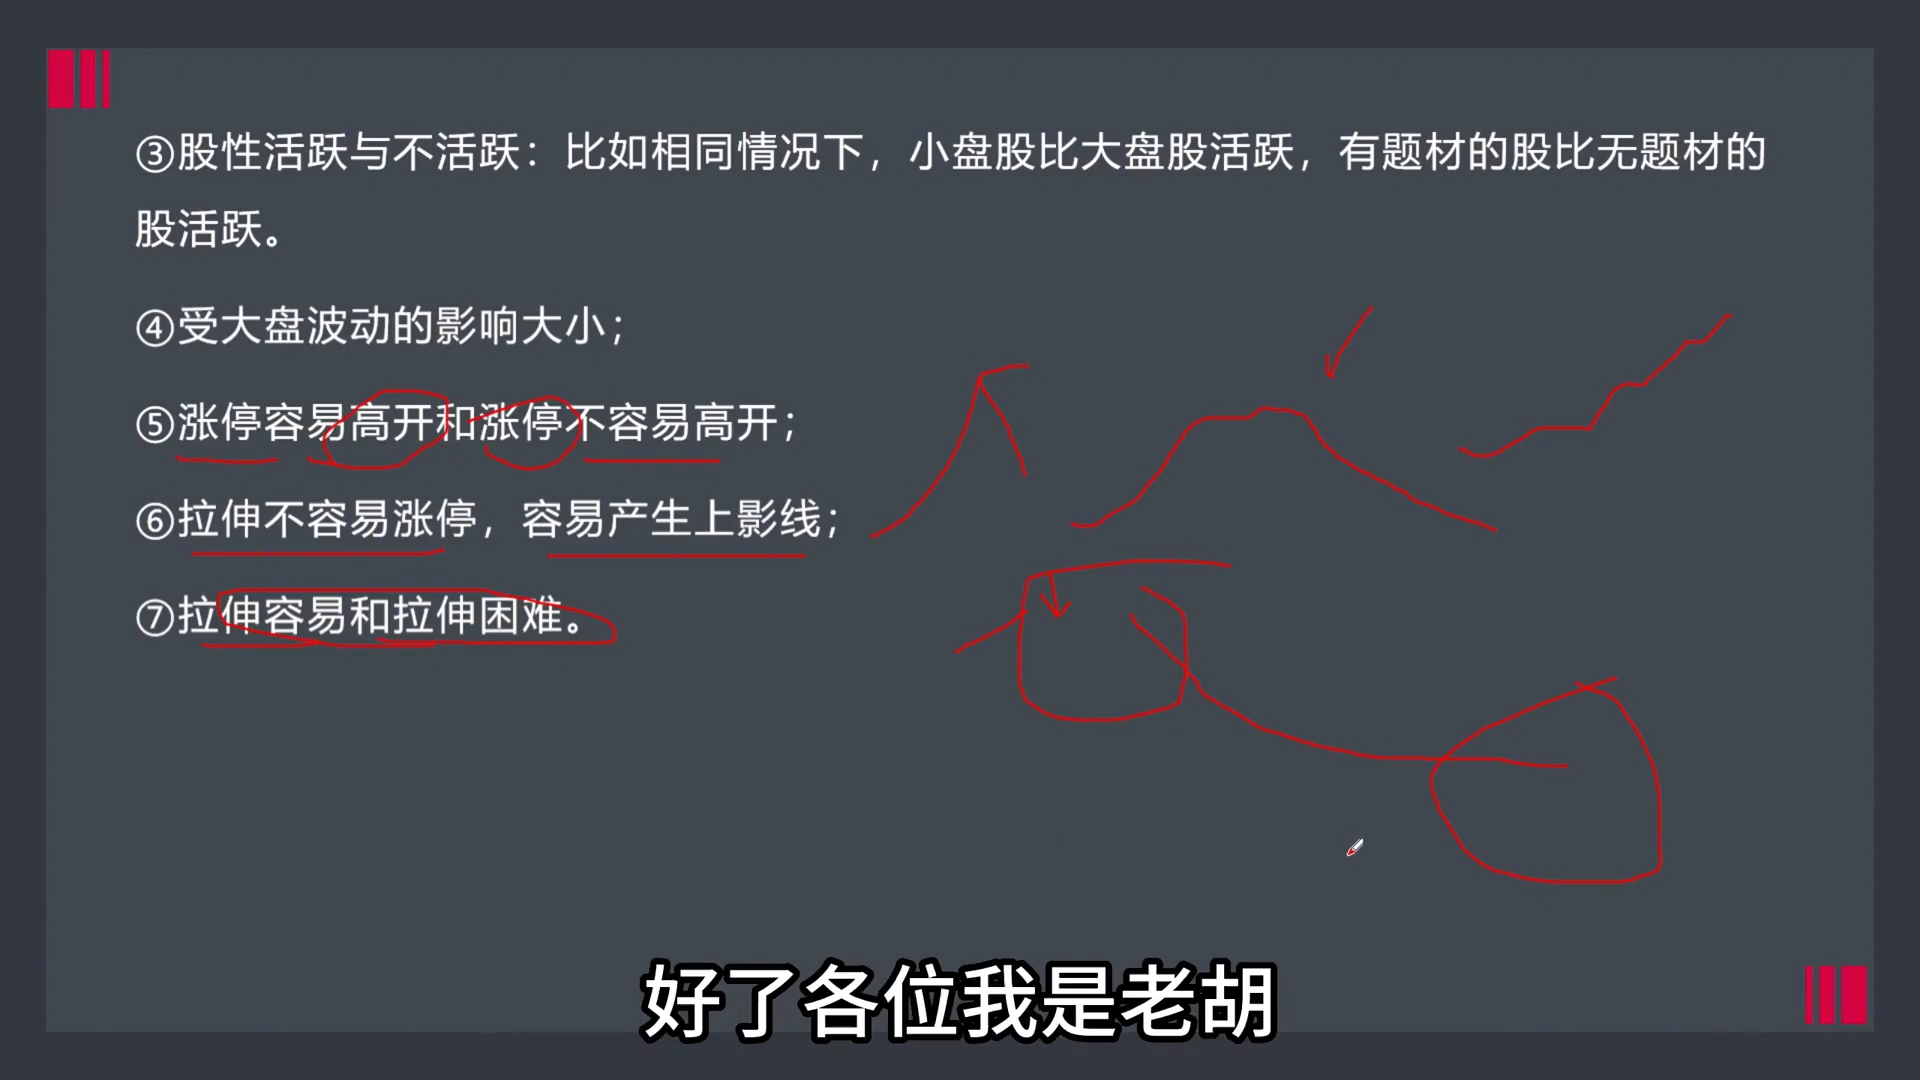 ③股性活跃与不活跃：比如相同情况下，小盘股比大盘股活跃，有题材的股比无题材的
股活跃。
④受大盘波动的影响大小；
⑤涨停容易高开和涨停不容易高开；
⑥拉伸不容易涨停，容易产生上影线；
⑦拉伸容易和拉伸困难。
好了各位我是老胡